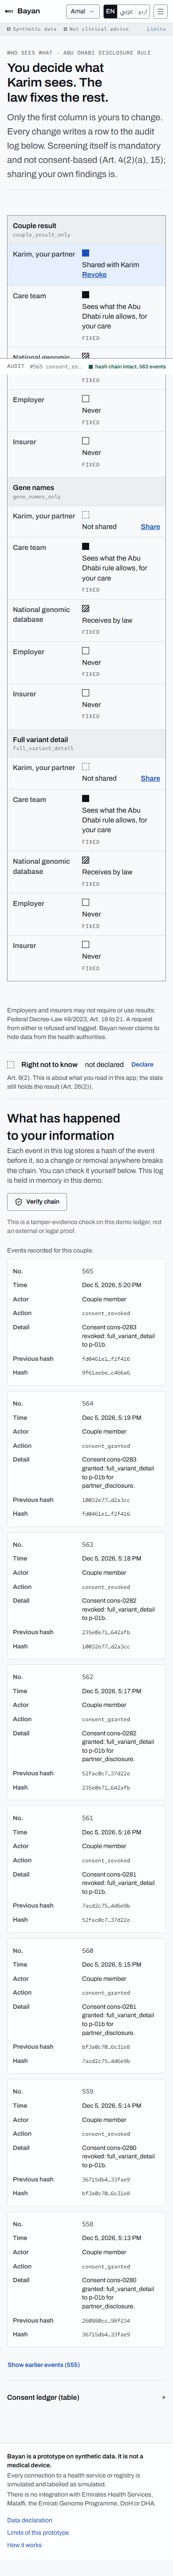 Bayan
Amal
EN
عربي
اردو
Synthetic data
Not clinical advice
Limits
WHO SEES WHAT · ABU DHABI DISCLOSURE RULE
You decide what
Karim sees. The
law fixes the rest.
Only the first column is yours to change.
Every change writes a row to the audit
log below. Screening itself is mandatory
and not consent-based (Art. 4(2)(a), 15);
sharing your own findings is.
Couple result
couple_result_only
Karim, your partner
Shared with Karim
Revoke
Care team
Sees what the Abu
Dhabi rule allows, for
your care
FIXED
National genomic
AUDIT
#565 consent_re…
hash chain intact, 563 events
FIXED
Employer
Never
FIXED
Insurer
Never
FIXED
Gene names
gene_names_only
Karim, your partner
Not shared
Share
Care team
Sees what the Abu
Dhabi rule allows, for
your care
FIXED
National genomic
database
Receives by law
FIXED
Employer
Never
FIXED
Insurer
Never
FIXED
Full variant detail
full_variant_detail
Karim, your partner
Not shared
Share
Care team
Sees what the Abu
Dhabi rule allows, for
your care
FIXED
National genomic
database
Receives by law
FIXED
Employer
Never
FIXED
Insurer
Never
FIXED
Employers and insurers may not require or use results:
Federal Decree-Law 49/2023, Art. 19 to 21. A request
from either is refused and logged. Bayan never claims to
hide data from the health authorities.
Right not to know
not declared
Declare
Art. 9(2). This is about what you read in this app; the state
still holds the result (Art. 26(2)).
What has happened
to your information
Each event in this log stores a hash of the event
before it, so a change or removal anywhere breaks
the chain. You can check it yourself below. This log
is held in memory in this demo.
Verify chain
This is a tamper-evidence check on this demo ledger, not
an external or legal proof.
Events recorded for this couple.
No. 565
Time Dec 5, 2026, 5:20 PM
Actor Couple member
Action consent_revoked
Detail Consent cons-0283
revoked: full_variant_detail
to p-01b.
Previous hash fd0461e1…f2f416
Hash 9f61aebe…c466a6
No. 564
Time Dec 5, 2026, 5:19 PM
Actor Couple member
Action consent_granted
Detail Consent cons-0283
granted: full_variant_detail
to p-01b for
partner_disclosure.
Previous hash 10032e77…d2a3cc
Hash fd0461e1…f2f416
No. 563
Time Dec 5, 2026, 5:18 PM
Actor Couple member
Action consent_revoked
Detail Consent cons-0282
revoked: full_variant_detail
to p-01b.
Previous hash 235e0e71…642afb
Hash 10032e77…d2a3cc
No. 562
Time Dec 5, 2026, 5:17 PM
Actor Couple member
Action consent_granted
Detail Consent cons-0282
granted: full_variant_detail
to p-01b for
partner_disclosure.
Previous hash 52fac0c7…37d22e
Hash 235e0e71…642afb
No. 561
Time Dec 5, 2026, 5:16 PM
Actor Couple member
Action consent_revoked
Detail Consent cons-0281
revoked: full_variant_detail
to p-01b.
Previous hash 7acd2c75…4d6e9b
Hash 52fac0c7…37d22e
No. 560
Time Dec 5, 2026, 5:15 PM
Actor Couple member
Action consent_granted
Detail Consent cons-0281
granted: full_variant_detail
to p-01b for
partner_disclosure.
Previous hash bf3a0c70…6c31e8
Hash 7acd2c75…4d6e9b
No. 559
Time Dec 5, 2026, 5:14 PM
Actor Couple member
Action consent_revoked
Detail Consent cons-0280
revoked: full_variant_detail
to p-01b.
Previous hash 36715db4…33fae9
Hash bf3a0c70…6c31e8
No. 558
Time Dec 5, 2026, 5:13 PM
Actor Couple member
Action consent_granted
Detail Consent cons-0280
granted: full_variant_detail
to p-01b for
partner_disclosure.
Previous hash 260980cc…98f234
Hash 36715db4…33fae9
Show earlier events (555)
Consent ledger (table)
+
Bayan is a prototype on synthetic data. It is not a
medical device.
Every connection to a health service or registry is
simulated and labelled as simulated.
There is no integration with Emirates Health Services,
Malaffi, the Emirati Genome Programme, DoH or DHA.
Data declaration
Limits of this prototype
How it works